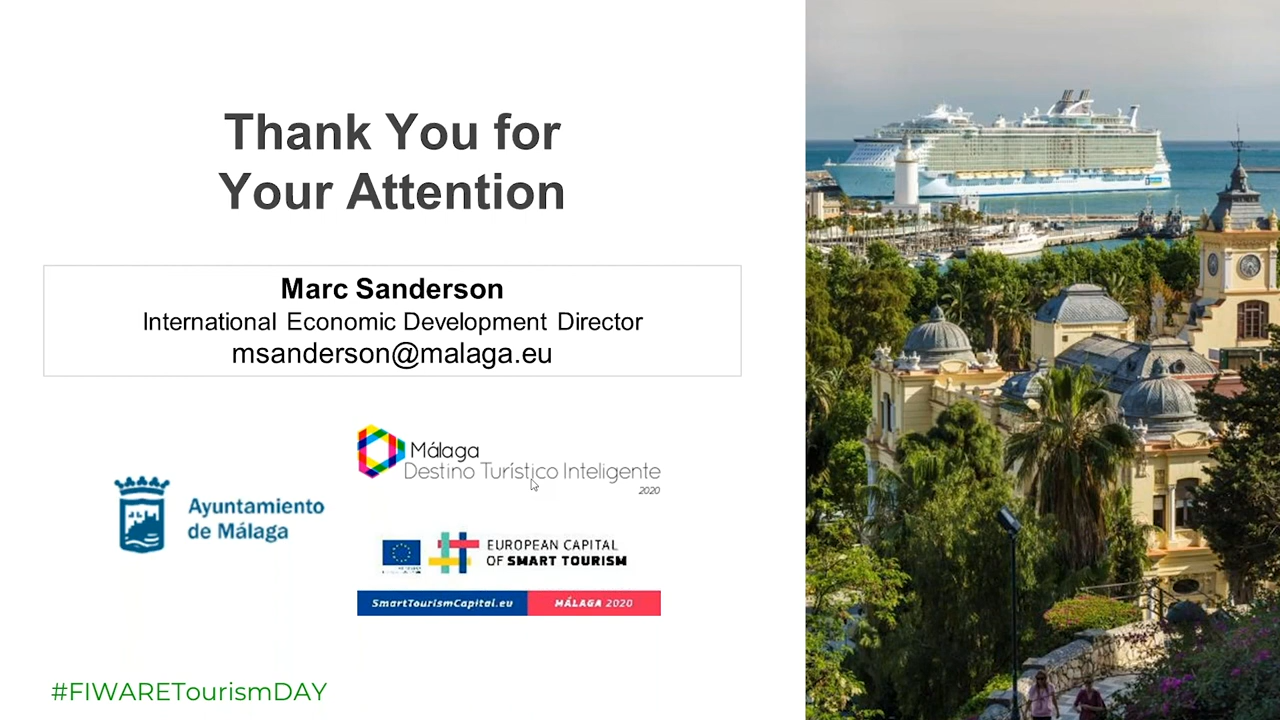 Thank You for
Your Attention
Marc Sanderson
International Economic Development Director
msanderson@malaga.eu
Málaga
Destino Turístico Inteligente
2020
Ayuntamiento
de Málaga
EUROPEAN CAPITAL
OF SMART TOURISM
SmartTourismCapital.eu
MÁLAGA 2020
#FIWARETourismDAY